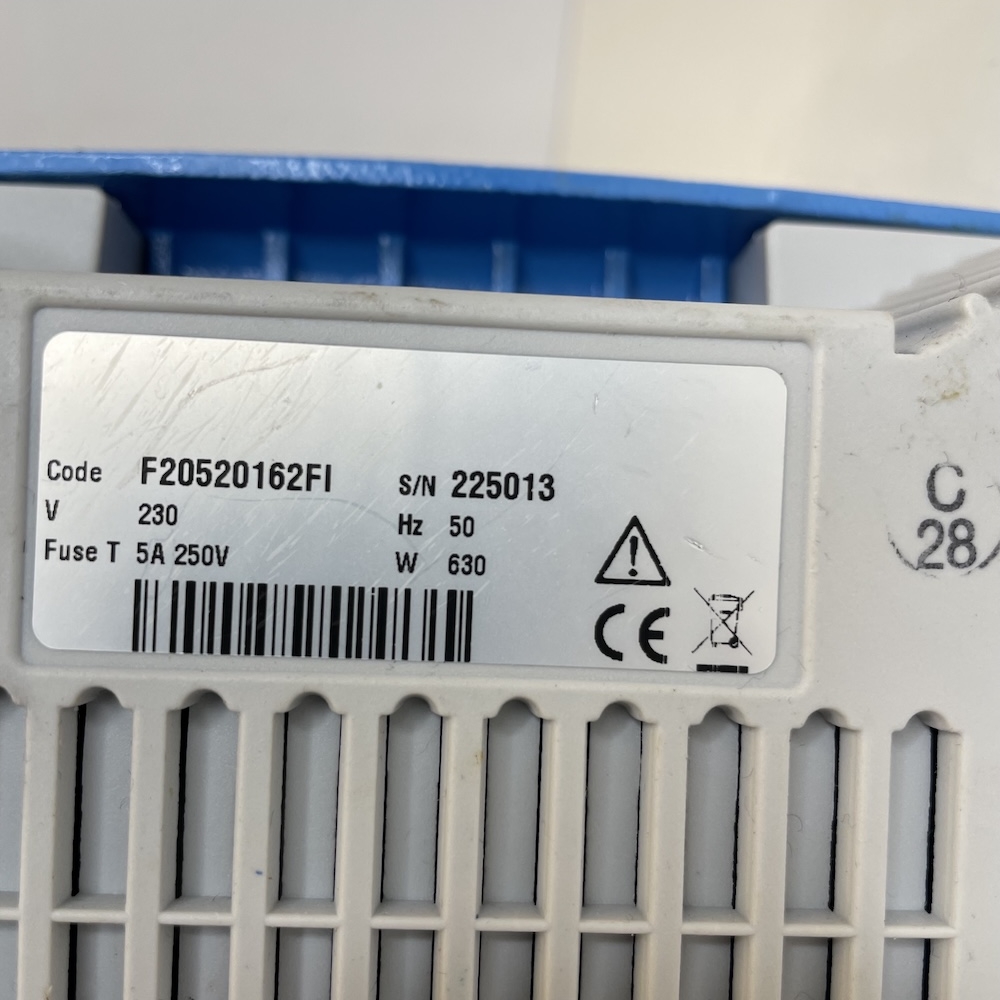 Code F20520162FI S/N 225013
V 230 Hz 50
Fuse T 5A 250V W 630
CE
C
28